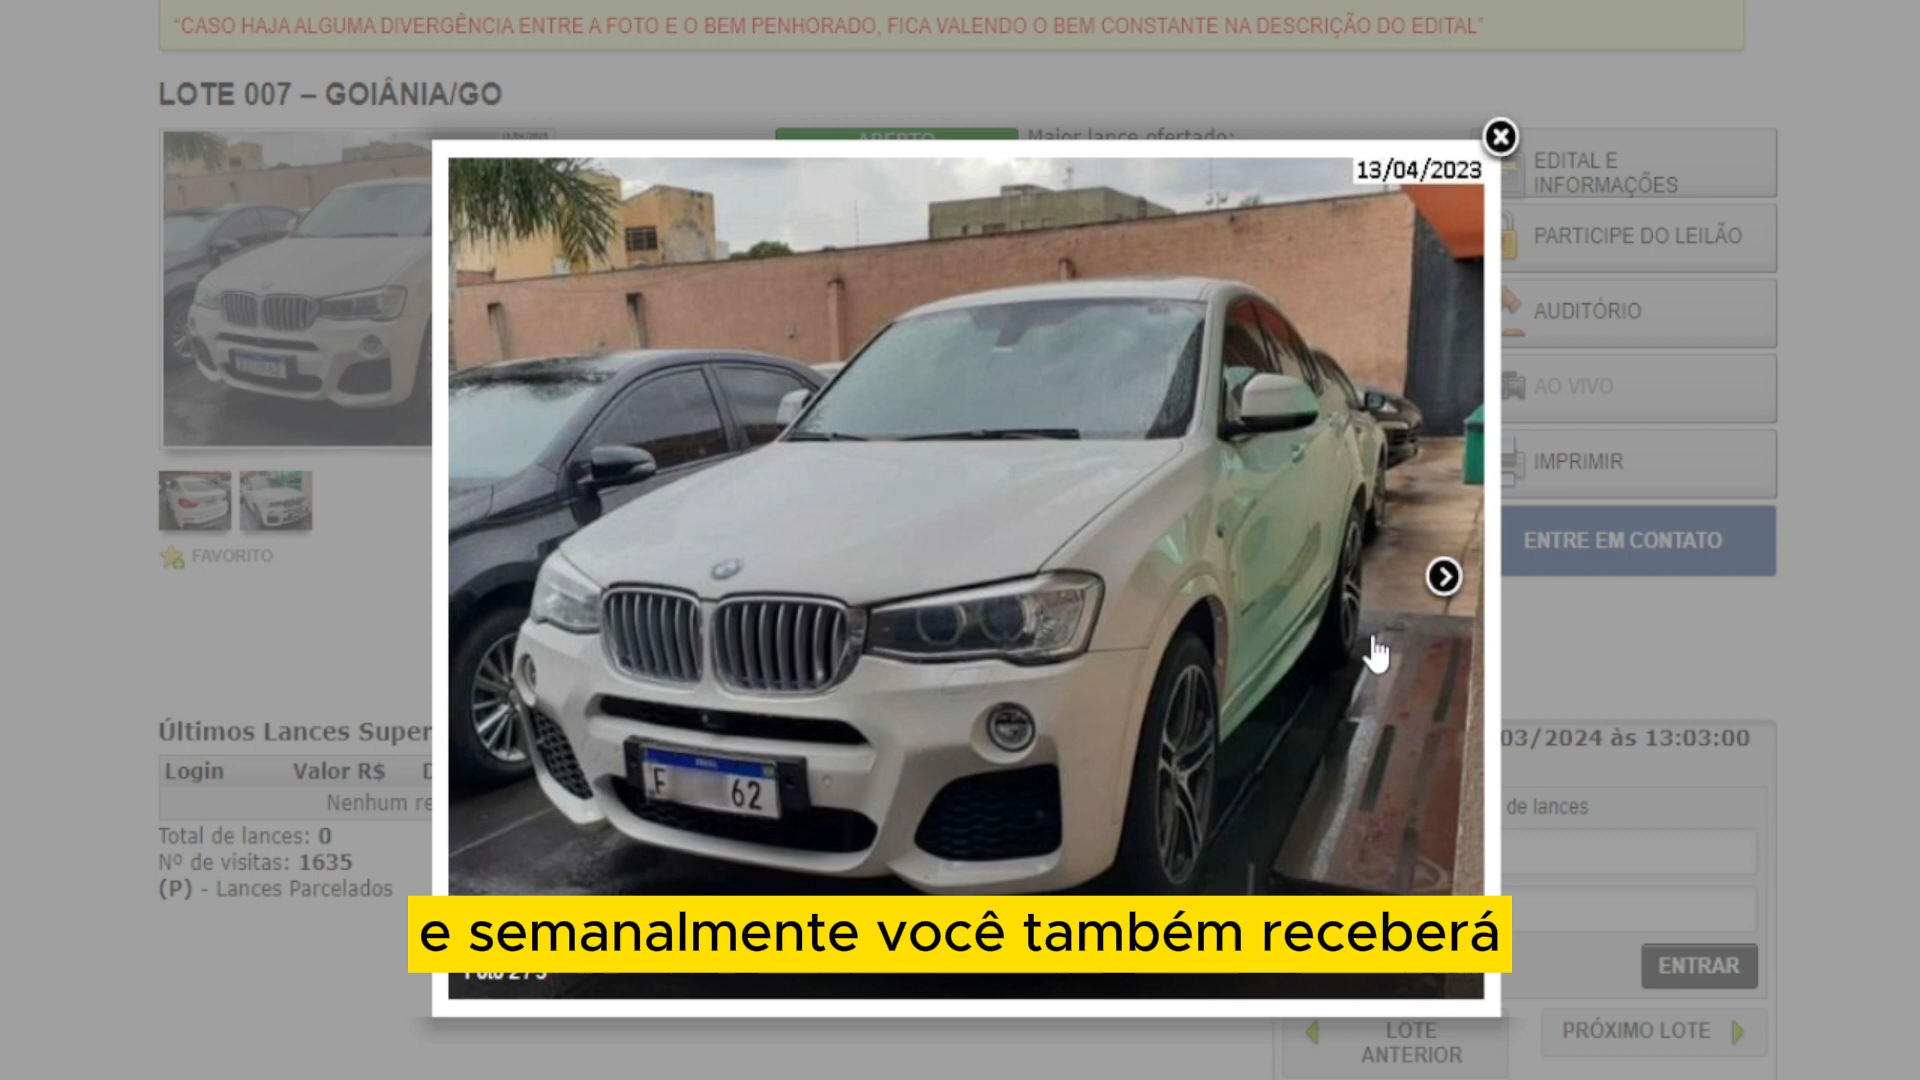 “CASO HAJA ALGUMA DIVERGÊNCIA ENTRE A FOTO E O BEM PENHORADO, FICA VALENDO O BEM CONSTANTE NA DESCRIÇÃO DO EDITAL”
LOTE 007 – GOIÂNIA/GO
ABERTO
Maior lance ofertado:
13/04/2023
EDITAL E
INFORMAÇÕES
PARTICIPE DO LEILÃO
AUDITÓRIO
AO VIVO
IMPRIMIR
ENTRE EM CONTATO
FAVORITO
BRASIL
F 62
Últimos Lances Super
Login Valor R$ D
Nenhum re
Total de lances: 0
Nº de visitas: 1635
(P) - Lances Parcelados
03/2024 às 13:03:00
de lances
e semanalmente você também receberá
ENTRAR
LOTE
ANTERIOR
PRÓXIMO LOTE